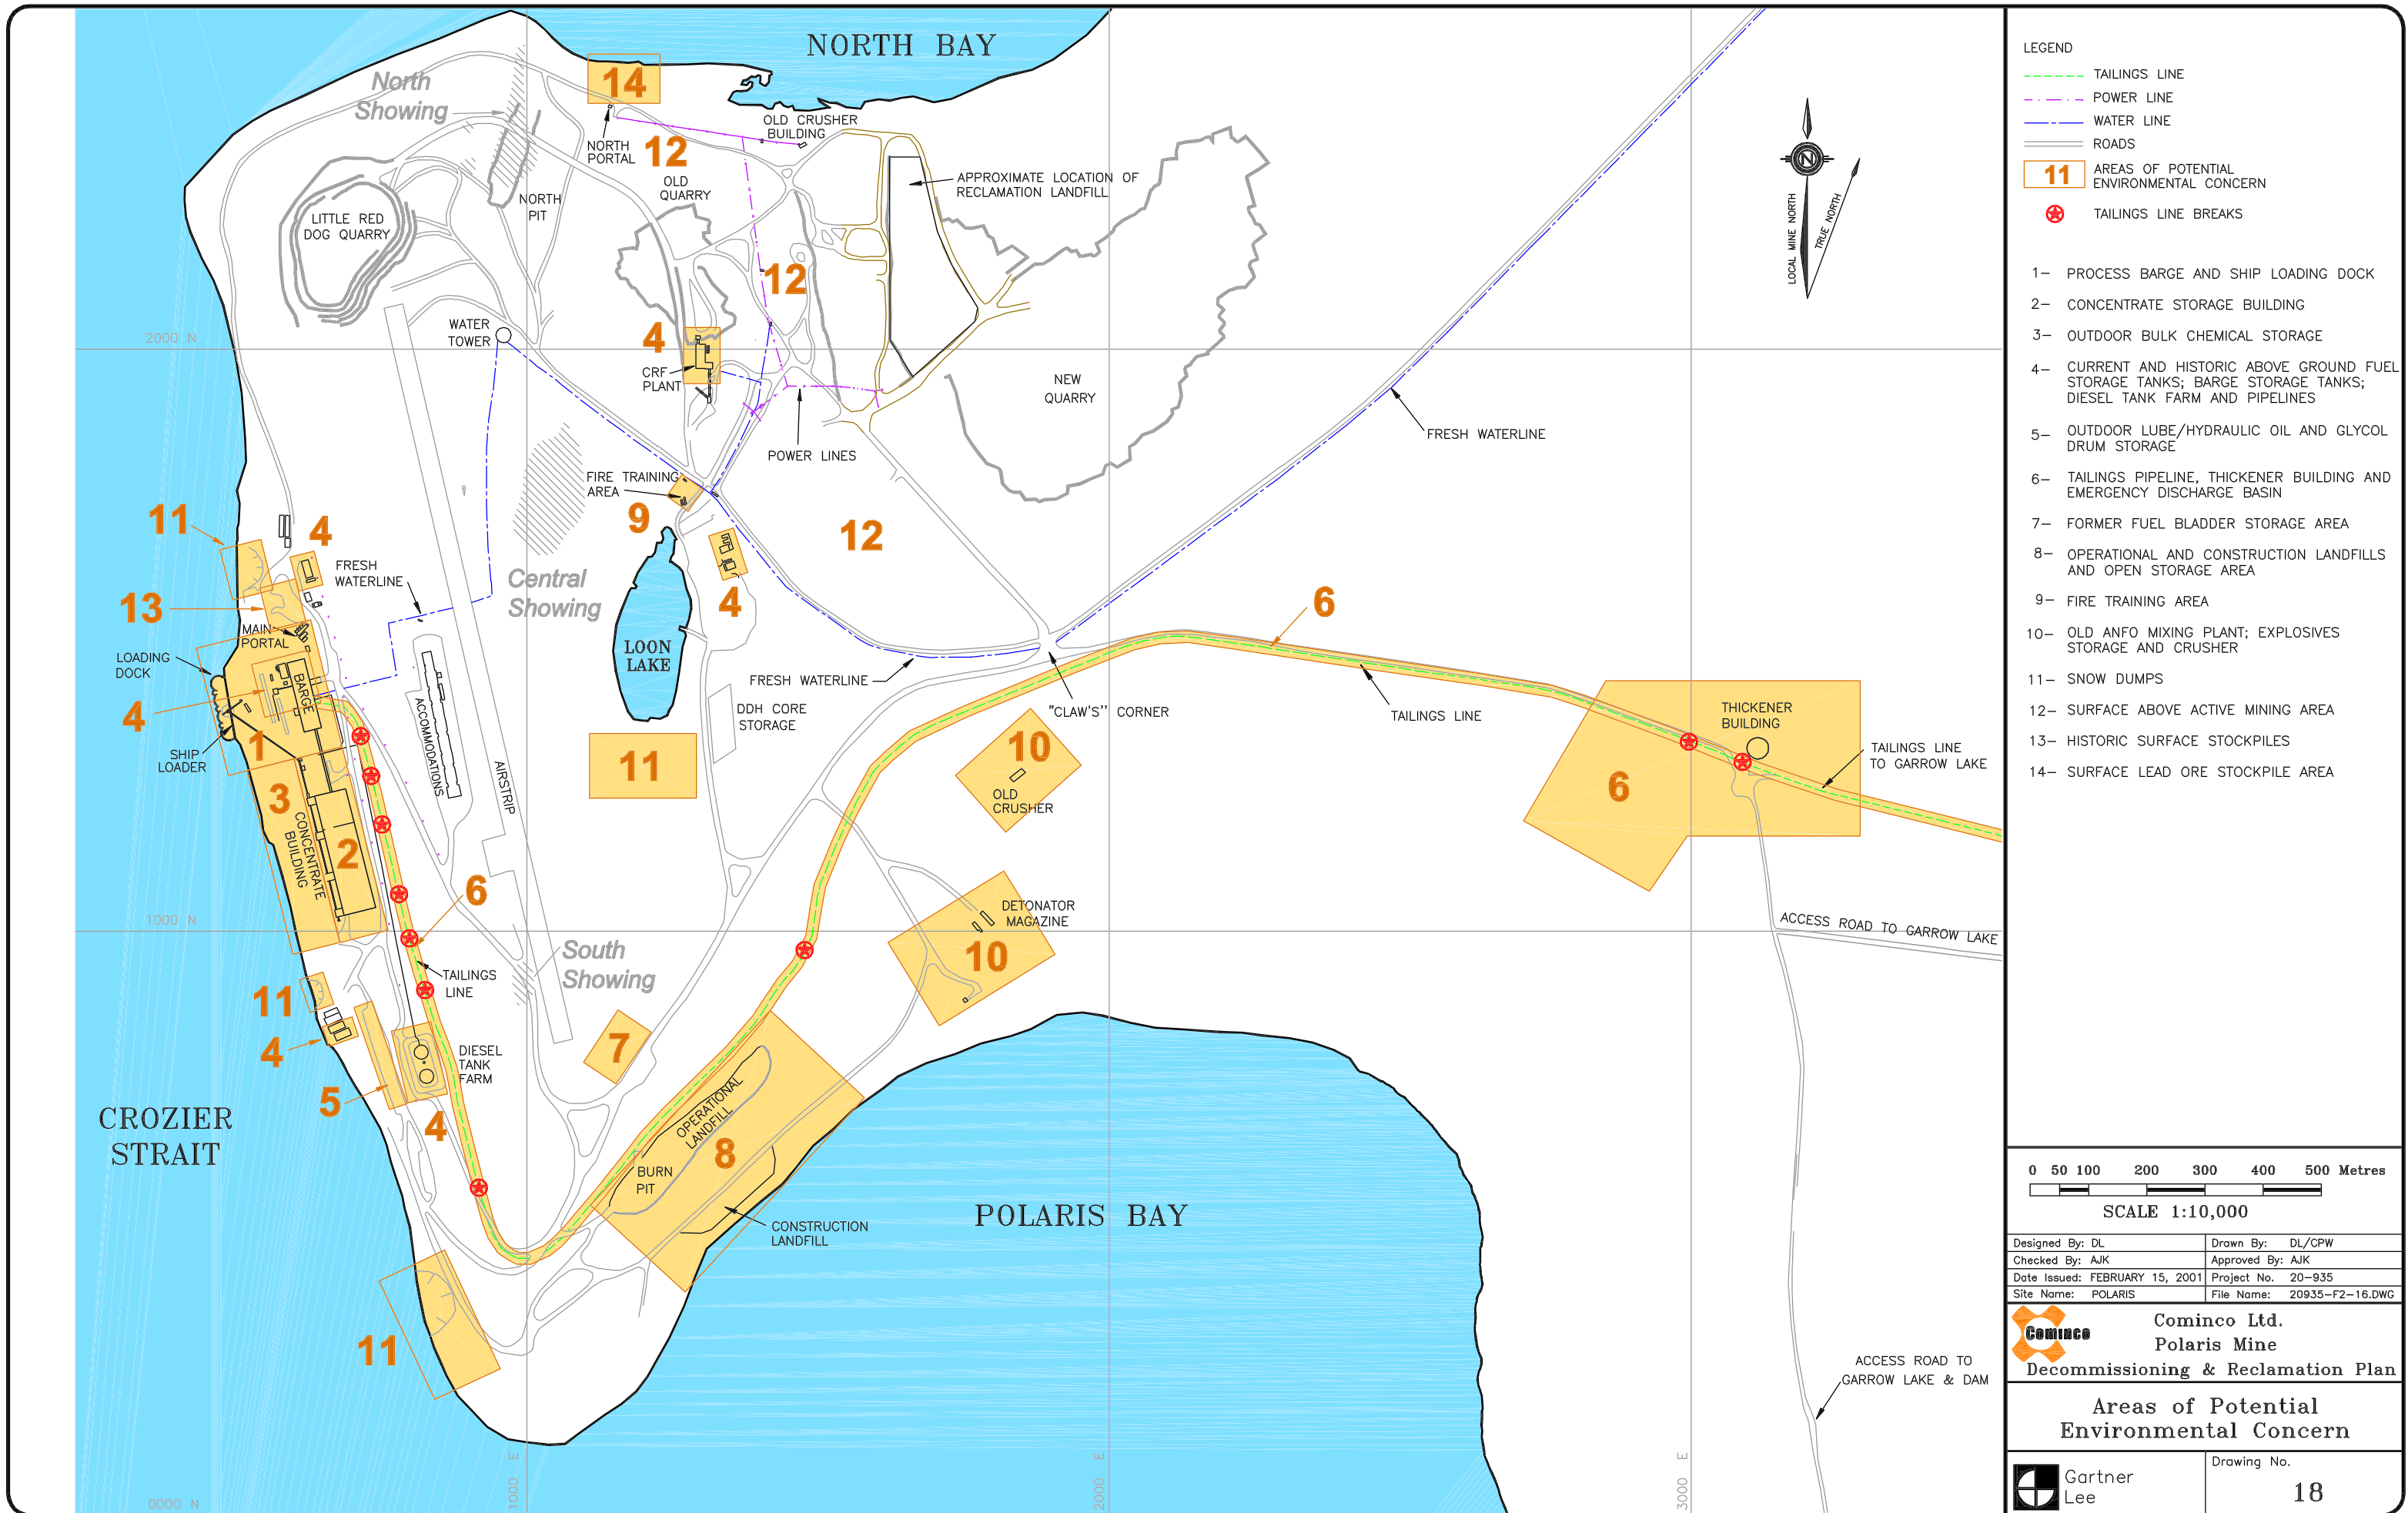 NORTH BAY
North
Showing
14
NORTH
PORTAL
12
OLD CRUSHER
BUILDING
OLD
QUARRY
APPROXIMATE LOCATION OF
RECLAMATION LANDFILL
NORTH
PIT
LITTLE RED
DOG QUARRY
12
2000 N
WATER
TOWER
4
CRF
PLANT
NEW
QUARRY
POWER LINES
FRESH WATERLINE
FIRE TRAINING
AREA
9
12
11
4
FRESH
WATERLINE
13
Central
Showing
4
6
MAIN
PORTAL
LOADING
DOCK
LOON
LAKE
BARGE
FRESH WATERLINE
4
DDH CORE
STORAGE
"CLAW'S" CORNER
TAILINGS LINE
THICKENER
BUILDING
ACCOMMODATIONS
1
SHIP
LOADER
AIRSTRIP
11
10
OLD
CRUSHER
6
TAILINGS LINE
TO GARROW LAKE
3
CONCENTRATE
BUILDING
2
6
DETONATOR
MAGAZINE
10
1000 N
ACCESS ROAD TO GARROW LAKE
South
Showing
TAILINGS
LINE
11
4
7
DIESEL
TANK
FARM
5
4
CROZIER
STRAIT
OPERATIONAL
LANDFILL
8
BURN
PIT
CONSTRUCTION
LANDFILL
POLARIS BAY
11
ACCESS ROAD TO
GARROW LAKE & DAM
0000 N
1000 E
2000 E
3000 E
N
LOCAL MINE NORTH
TRUE NORTH
LEGEND
TAILINGS LINE
POWER LINE
WATER LINE
ROADS
11 AREAS OF POTENTIAL
ENVIRONMENTAL CONCERN
TAILINGS LINE BREAKS
1- PROCESS BARGE AND SHIP LOADING DOCK
2- CONCENTRATE STORAGE BUILDING
3- OUTDOOR BULK CHEMICAL STORAGE
4- CURRENT AND HISTORIC ABOVE GROUND FUEL
STORAGE TANKS; BARGE STORAGE TANKS;
DIESEL TANK FARM AND PIPELINES
5- OUTDOOR LUBE/HYDRAULIC OIL AND GLYCOL
DRUM STORAGE
6- TAILINGS PIPELINE, THICKENER BUILDING AND
EMERGENCY DISCHARGE BASIN
7- FORMER FUEL BLADDER STORAGE AREA
8- OPERATIONAL AND CONSTRUCTION LANDFILLS
AND OPEN STORAGE AREA
9- FIRE TRAINING AREA
10- OLD ANFO MIXING PLANT; EXPLOSIVES
STORAGE AND CRUSHER
11- SNOW DUMPS
12- SURFACE ABOVE ACTIVE MINING AREA
13- HISTORIC SURFACE STOCKPILES
14- SURFACE LEAD ORE STOCKPILE AREA
0 50 100 200 300 400 500 Metres
SCALE 1:10,000
Designed By: DL Drawn By: DL/CPW
Checked By: AJK Approved By: AJK
Date Issued: FEBRUARY 15, 2001 Project No. 20-935
Site Name: POLARIS File Name: 20935-F2-16.DWG
Cominco
Cominco Ltd.
Polaris Mine
Decommissioning & Reclamation Plan
Areas of Potential
Environmental Concern
Gartner
Lee
Drawing No.
18